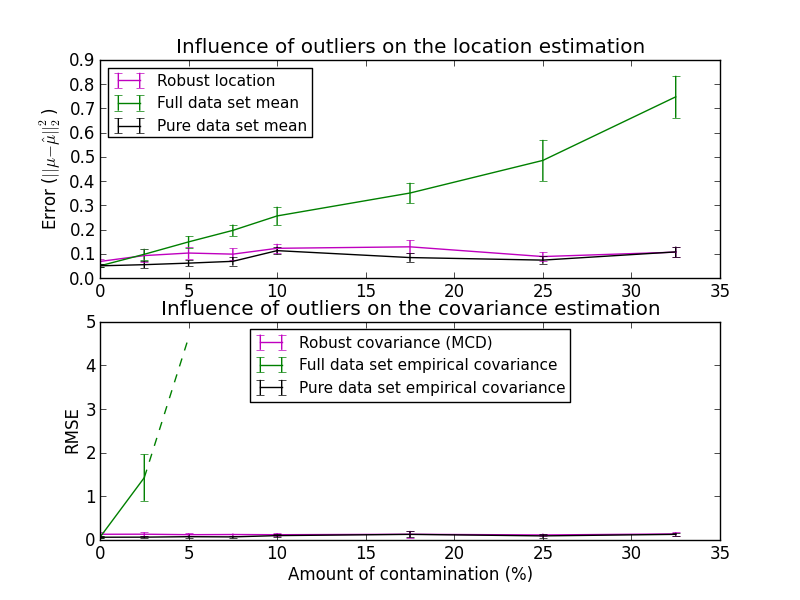 Influence of outliers on the location estimation
0.9
0.8
0.7
0.6
0.5
0.4
0.3
0.2
0.1
0.0
Error (||μ−μ̂||₂²)
Robust location
Full data set mean
Pure data set mean
0 5 10 15 20 25 30 35
Influence of outliers on the covariance estimation
5
4
3
2
1
0
RMSE
Robust covariance (MCD)
Full data set empirical covariance
Pure data set empirical covariance
0 5 10 15 20 25 30 35
Amount of contamination (%)